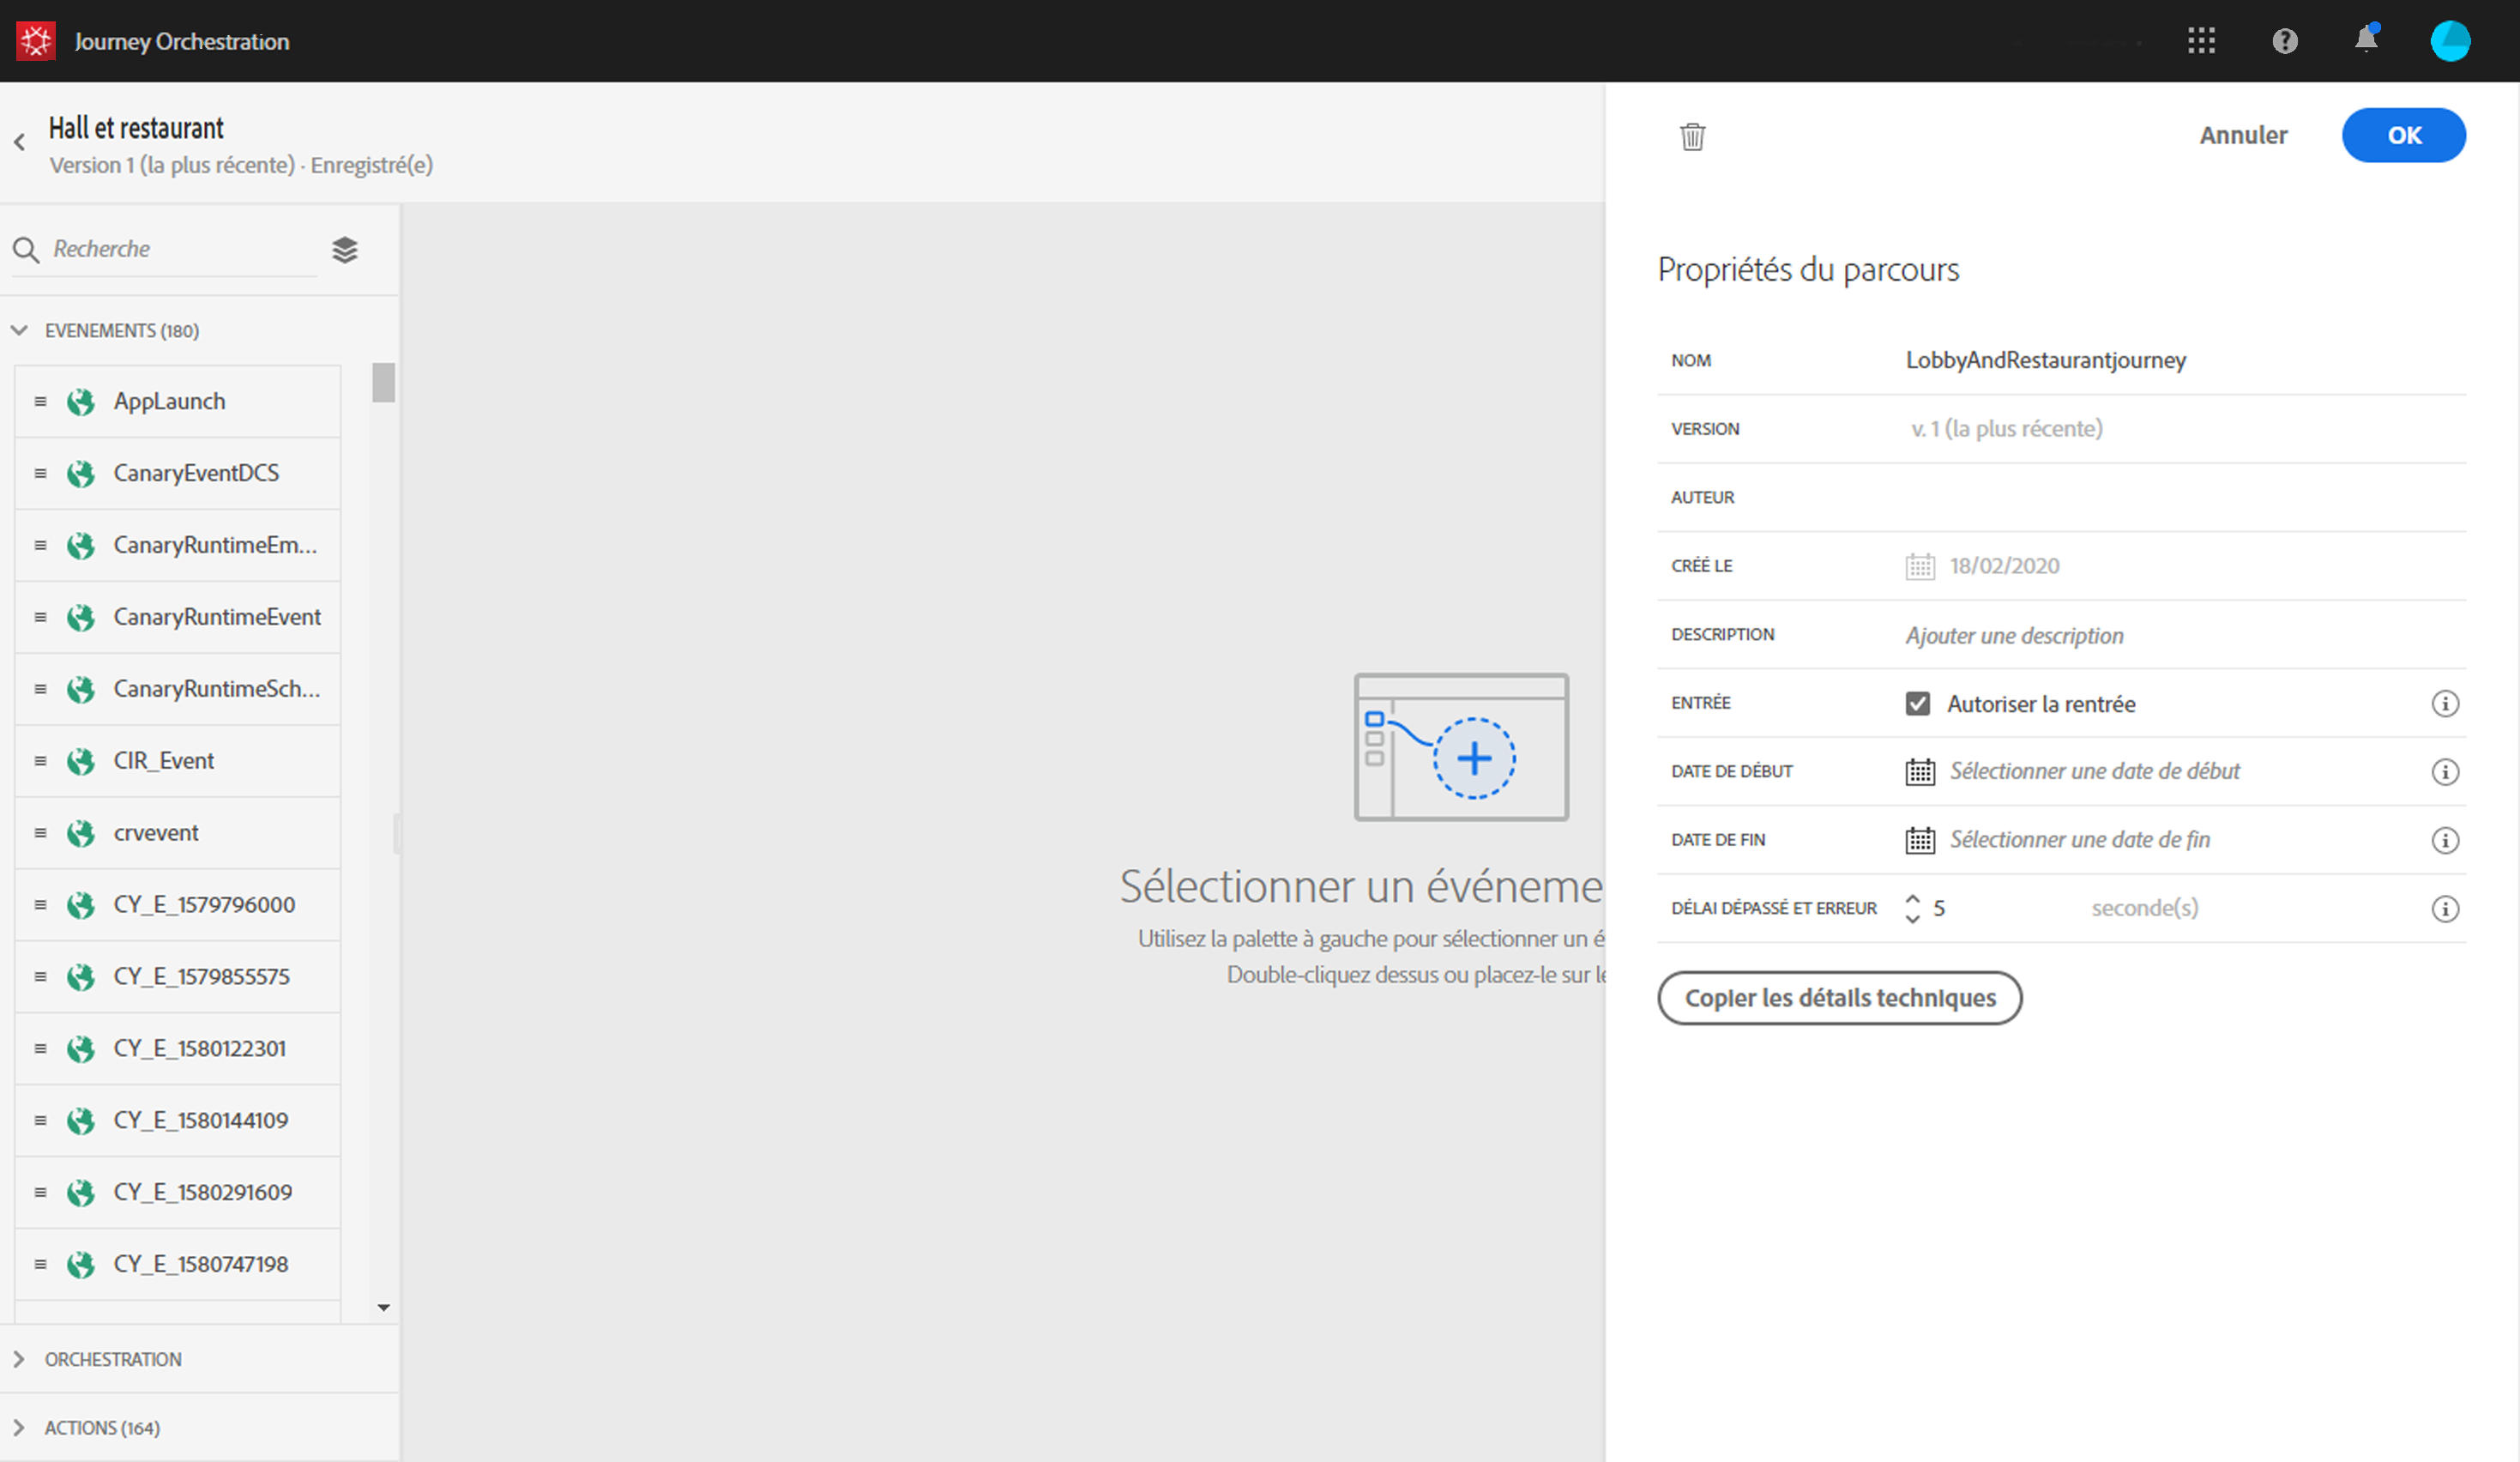 Journey Orchestration
Hall et restaurant
Version 1 (la plus récente) · Enregistré(e)
Annuler
OK
Recherche
EVENEMENTS (180)
AppLaunch
CanaryEventDCS
CanaryRuntimeEm...
CanaryRuntimeEvent
CanaryRuntimeSch...
CIR_Event
crvevent
CY_E_1579796000
CY_E_1579855575
CY_E_1580122301
CY_E_1580144109
CY_E_1580291609
CY_E_1580747198
ORCHESTRATION
ACTIONS (164)
Sélectionner un événeme
Utilisez la palette à gauche pour sélectionner un é
Double-cliquez dessus ou placez-le sur le
Propriétés du parcours
NOM LobbyAndRestaurantjourney
VERSION v. 1 (la plus récente)
AUTEUR
CRÉÉ LE 18/02/2020
DESCRIPTION Ajouter une description
ENTRÉE Autoriser la rentrée
DATE DE DÉBUT Sélectionner une date de début
DATE DE FIN Sélectionner une date de fin
DÉLAI DÉPASSÉ ET ERREUR 5 seconde(s)
Copier les détails techniques